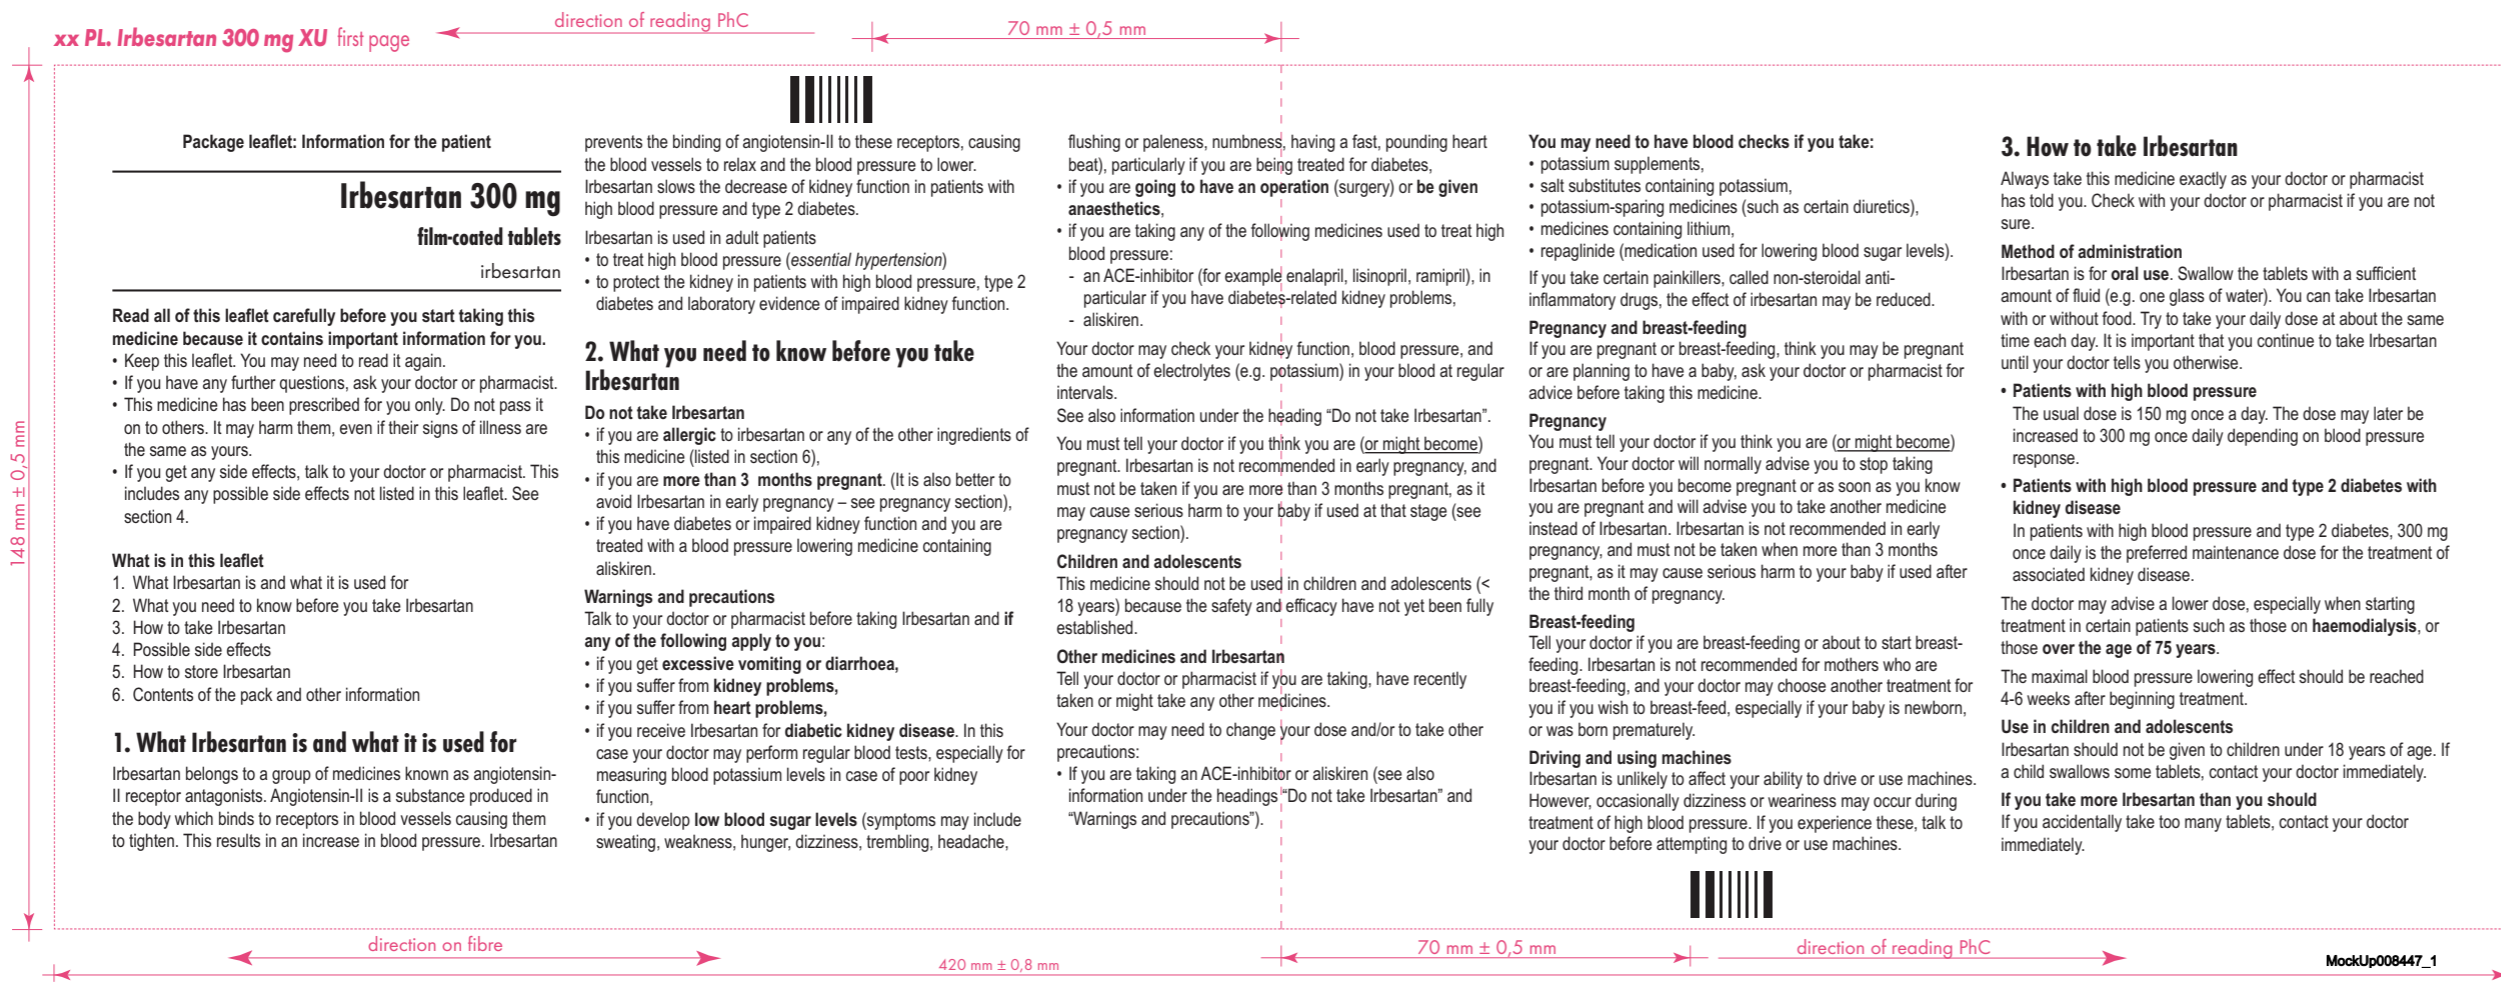 xx PL. Irbesartan 300 mg XU first page
direction of reading PhC
70 mm ± 0,5 mm
148 mm ± 0,5 mm
Package leaflet: Information for the patient
Irbesartan 300 mg
film-coated tablets
irbesartan
Read all of this leaflet carefully before you start taking this
medicine because it contains important information for you.
• Keep this leaflet. You may need to read it again.
• If you have any further questions, ask your doctor or pharmacist.
• This medicine has been prescribed for you only. Do not pass it
on to others. It may harm them, even if their signs of illness are
the same as yours.
• If you get any side effects, talk to your doctor or pharmacist. This
includes any possible side effects not listed in this leaflet. See
section 4.
What is in this leaflet
1. What Irbesartan is and what it is used for
2. What you need to know before you take Irbesartan
3. How to take Irbesartan
4. Possible side effects
5. How to store Irbesartan
6. Contents of the pack and other information
1. What Irbesartan is and what it is used for
Irbesartan belongs to a group of medicines known as angiotensin-
II receptor antagonists. Angiotensin-II is a substance produced in
the body which binds to receptors in blood vessels causing them
to tighten. This results in an increase in blood pressure. Irbesartan
prevents the binding of angiotensin-II to these receptors, causing
the blood vessels to relax and the blood pressure to lower.
Irbesartan slows the decrease of kidney function in patients with
high blood pressure and type 2 diabetes.
Irbesartan is used in adult patients
• to treat high blood pressure (essential hypertension)
• to protect the kidney in patients with high blood pressure, type 2
diabetes and laboratory evidence of impaired kidney function.
2. What you need to know before you take
Irbesartan
Do not take Irbesartan
• if you are allergic to irbesartan or any of the other ingredients of
this medicine (listed in section 6),
• if you are more than 3 months pregnant. (It is also better to
avoid Irbesartan in early pregnancy – see pregnancy section),
• if you have diabetes or impaired kidney function and you are
treated with a blood pressure lowering medicine containing
aliskiren.
Warnings and precautions
Talk to your doctor or pharmacist before taking Irbesartan and if
any of the following apply to you:
• if you get excessive vomiting or diarrhoea,
• if you suffer from kidney problems,
• if you suffer from heart problems,
• if you receive Irbesartan for diabetic kidney disease. In this
case your doctor may perform regular blood tests, especially for
measuring blood potassium levels in case of poor kidney
function,
• if you develop low blood sugar levels (symptoms may include
sweating, weakness, hunger, dizziness, trembling, headache,
flushing or paleness, numbness, having a fast, pounding heart
beat), particularly if you are being treated for diabetes,
• if you are going to have an operation (surgery) or be given
anaesthetics,
• if you are taking any of the following medicines used to treat high
blood pressure:
- an ACE-inhibitor (for example enalapril, lisinopril, ramipril), in
particular if you have diabetes-related kidney problems,
- aliskiren.
Your doctor may check your kidney function, blood pressure, and
the amount of electrolytes (e.g. potassium) in your blood at regular
intervals.
See also information under the heading “Do not take Irbesartan”.
You must tell your doctor if you think you are (or might become)
pregnant. Irbesartan is not recommended in early pregnancy, and
must not be taken if you are more than 3 months pregnant, as it
may cause serious harm to your baby if used at that stage (see
pregnancy section).
Children and adolescents
This medicine should not be used in children and adolescents (<
18 years) because the safety and efficacy have not yet been fully
established.
Other medicines and Irbesartan
Tell your doctor or pharmacist if you are taking, have recently
taken or might take any other medicines.
Your doctor may need to change your dose and/or to take other
precautions:
• If you are taking an ACE-inhibitor or aliskiren (see also
information under the headings “Do not take Irbesartan” and
“Warnings and precautions”).
You may need to have blood checks if you take:
• potassium supplements,
• salt substitutes containing potassium,
• potassium-sparing medicines (such as certain diuretics),
• medicines containing lithium,
• repaglinide (medication used for lowering blood sugar levels).
If you take certain painkillers, called non-steroidal anti-
inflammatory drugs, the effect of irbesartan may be reduced.
Pregnancy and breast-feeding
If you are pregnant or breast-feeding, think you may be pregnant
or are planning to have a baby, ask your doctor or pharmacist for
advice before taking this medicine.
Pregnancy
You must tell your doctor if you think you are (or might become)
pregnant. Your doctor will normally advise you to stop taking
Irbesartan before you become pregnant or as soon as you know
you are pregnant and will advise you to take another medicine
instead of Irbesartan. Irbesartan is not recommended in early
pregnancy, and must not be taken when more than 3 months
pregnant, as it may cause serious harm to your baby if used after
the third month of pregnancy.
Breast-feeding
Tell your doctor if you are breast-feeding or about to start breast-
feeding. Irbesartan is not recommended for mothers who are
breast-feeding, and your doctor may choose another treatment for
you if you wish to breast-feed, especially if your baby is newborn,
or was born prematurely.
Driving and using machines
Irbesartan is unlikely to affect your ability to drive or use machines.
However, occasionally dizziness or weariness may occur during
treatment of high blood pressure. If you experience these, talk to
your doctor before attempting to drive or use machines.
3. How to take Irbesartan
Always take this medicine exactly as your doctor or pharmacist
has told you. Check with your doctor or pharmacist if you are not
sure.
Method of administration
Irbesartan is for oral use. Swallow the tablets with a sufficient
amount of fluid (e.g. one glass of water). You can take Irbesartan
with or without food. Try to take your daily dose at about the same
time each day. It is important that you continue to take Irbesartan
until your doctor tells you otherwise.
• Patients with high blood pressure
The usual dose is 150 mg once a day. The dose may later be
increased to 300 mg once daily depending on blood pressure
response.
• Patients with high blood pressure and type 2 diabetes with
kidney disease
In patients with high blood pressure and type 2 diabetes, 300 mg
once daily is the preferred maintenance dose for the treatment of
associated kidney disease.
The doctor may advise a lower dose, especially when starting
treatment in certain patients such as those on haemodialysis, or
those over the age of 75 years.
The maximal blood pressure lowering effect should be reached
4-6 weeks after beginning treatment.
Use in children and adolescents
Irbesartan should not be given to children under 18 years of age. If
a child swallows some tablets, contact your doctor immediately.
If you take more Irbesartan than you should
If you accidentally take too many tablets, contact your doctor
immediately.
direction on fibre
420 mm ± 0,8 mm
70 mm ± 0,5 mm
direction of reading PhC
MockUp008447_1